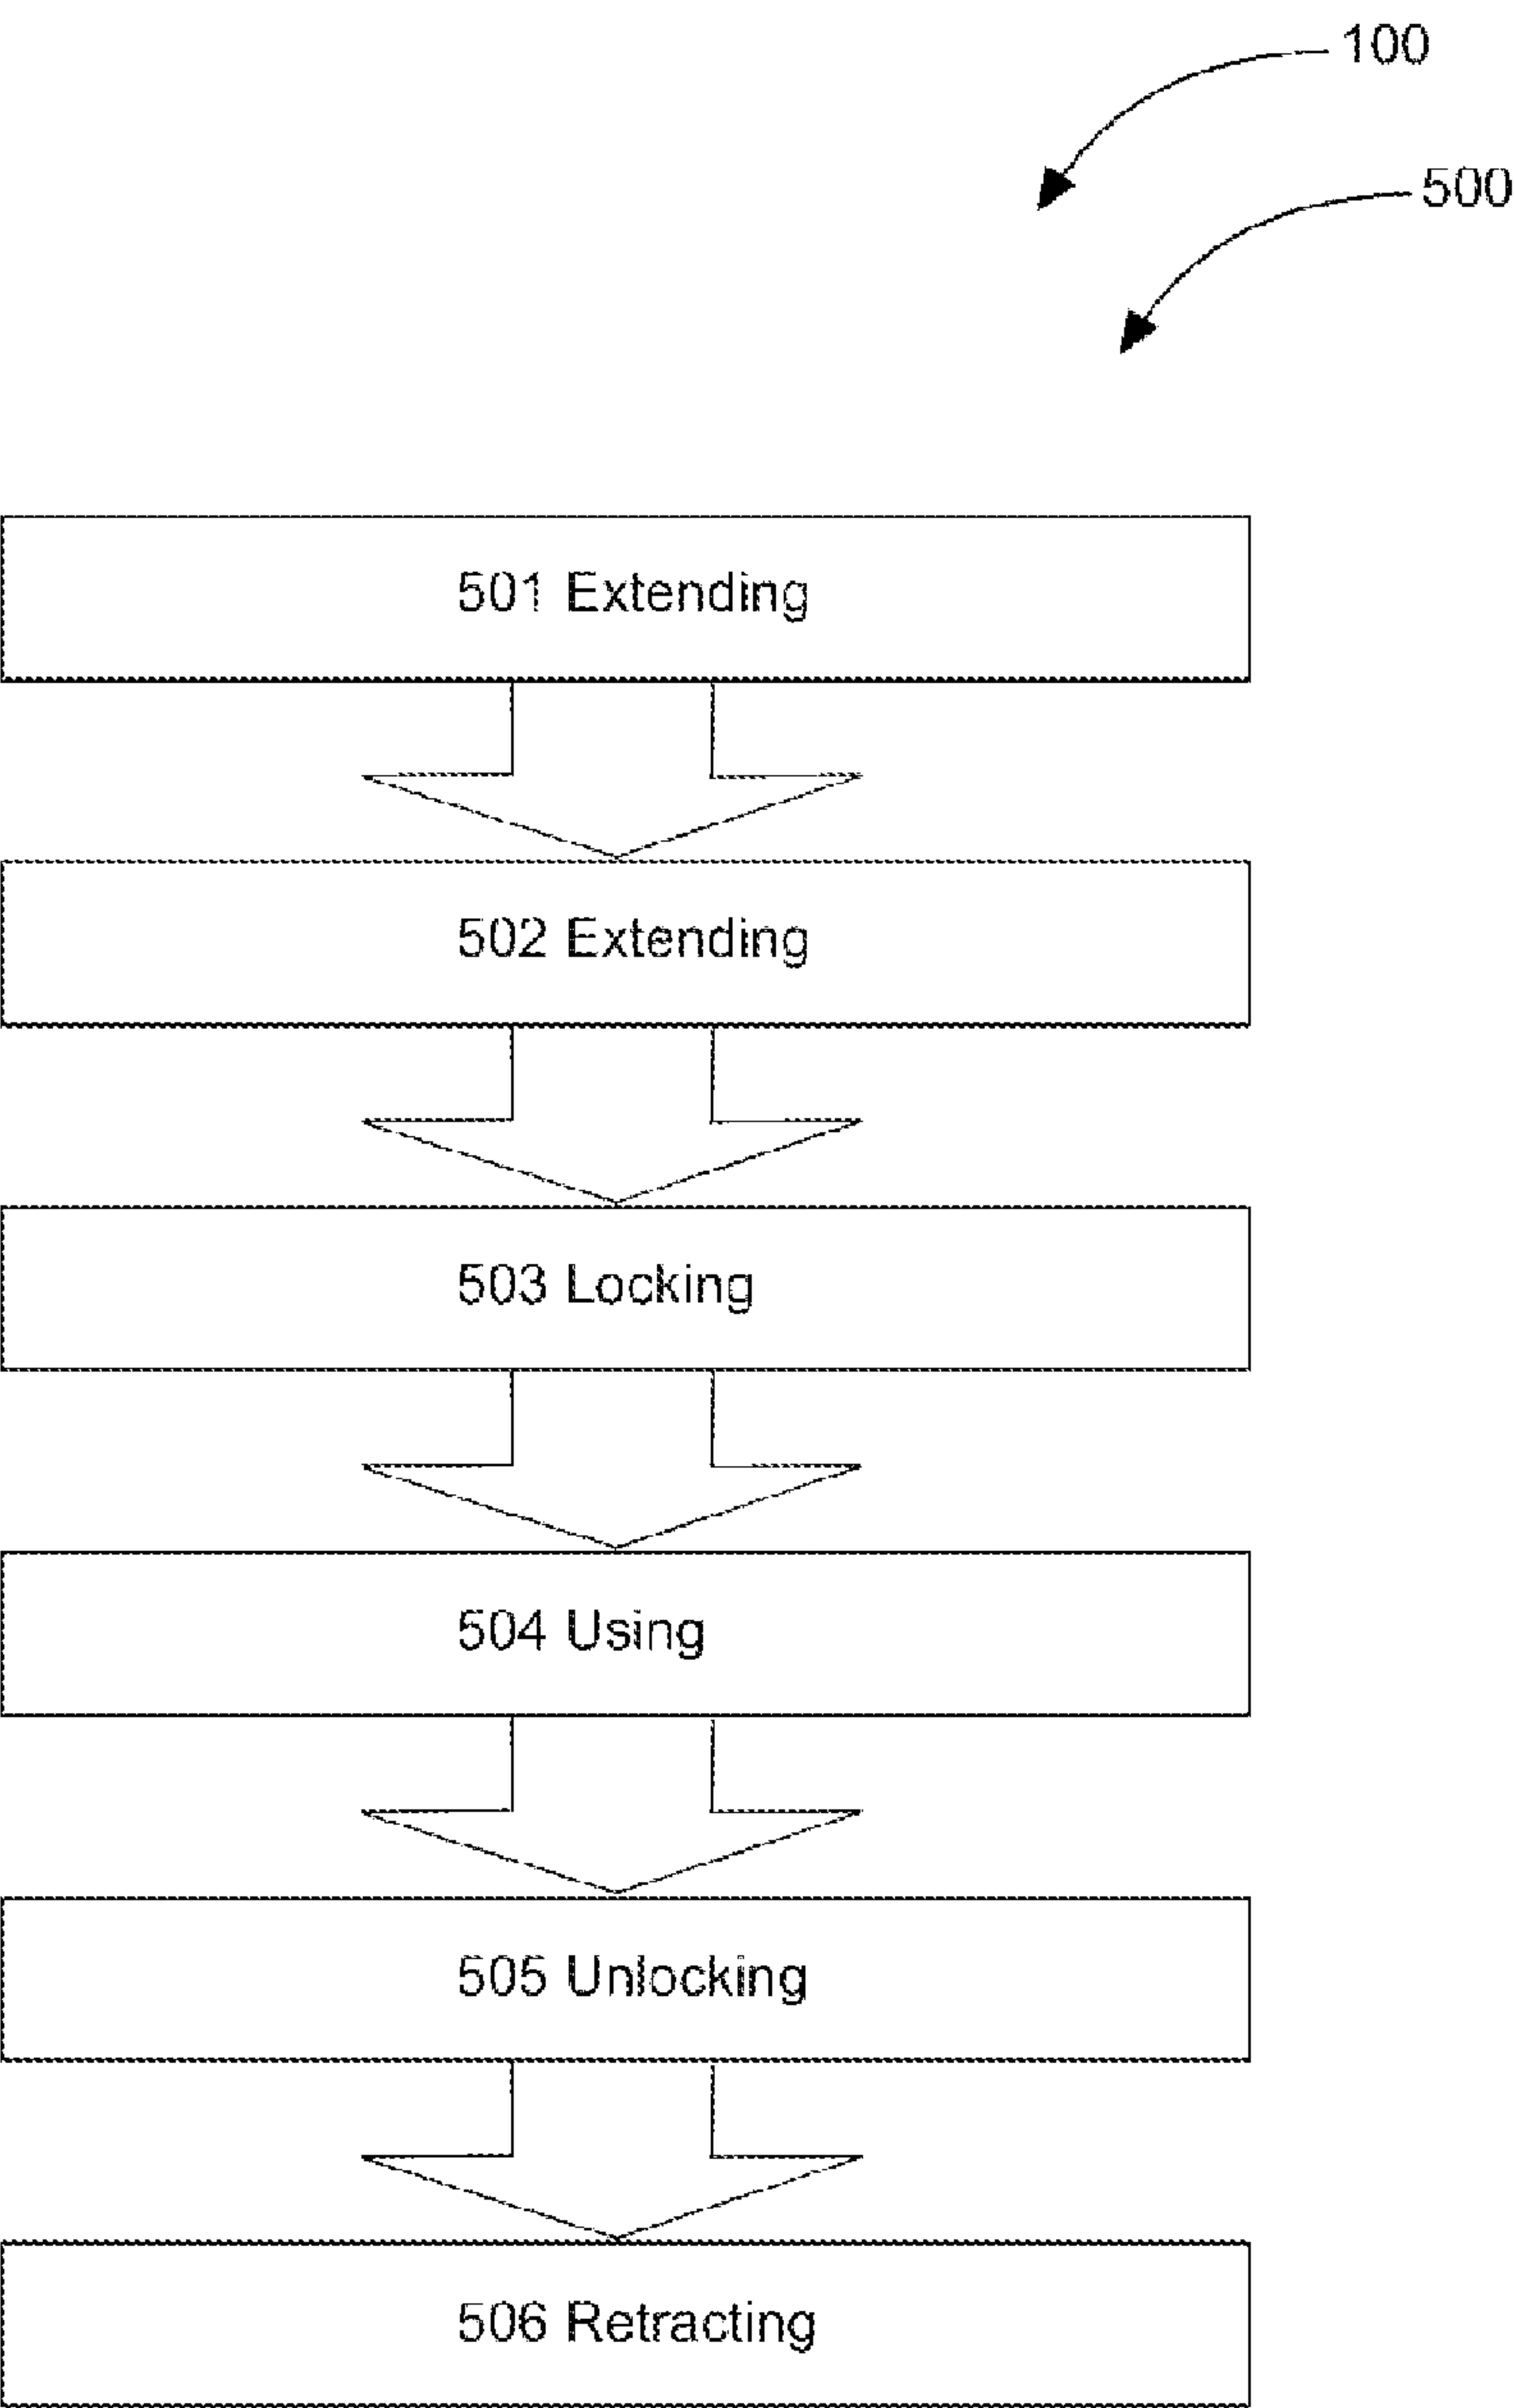 100
500
501 Extending
502 Extending
503 Locking
504 Using
505 Unlocking
506 Retracting